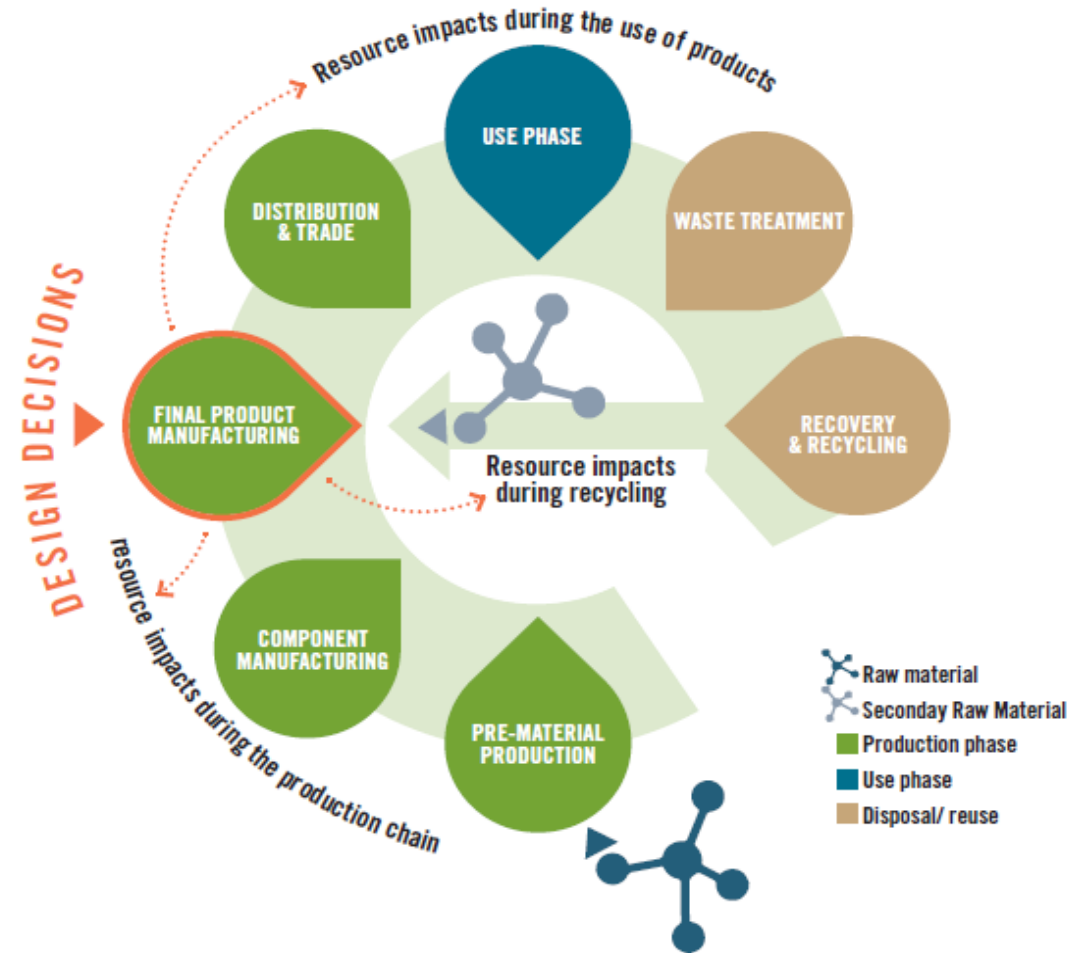 Resource impacts during the use of products
USE PHASE
DISTRIBUTION
& TRADE
WASTE TREATMENT
DESIGN DECISIONS
FINAL PRODUCT
MANUFACTURING
RECOVERY
& RECYCLING
Resource impacts
during recycling
resource impacts during the production chain
COMPONENT
MANUFACTURING
PRE-MATERIAL
PRODUCTION
Raw material
Seconday Raw Material
Production phase
Use phase
Disposal/ reuse